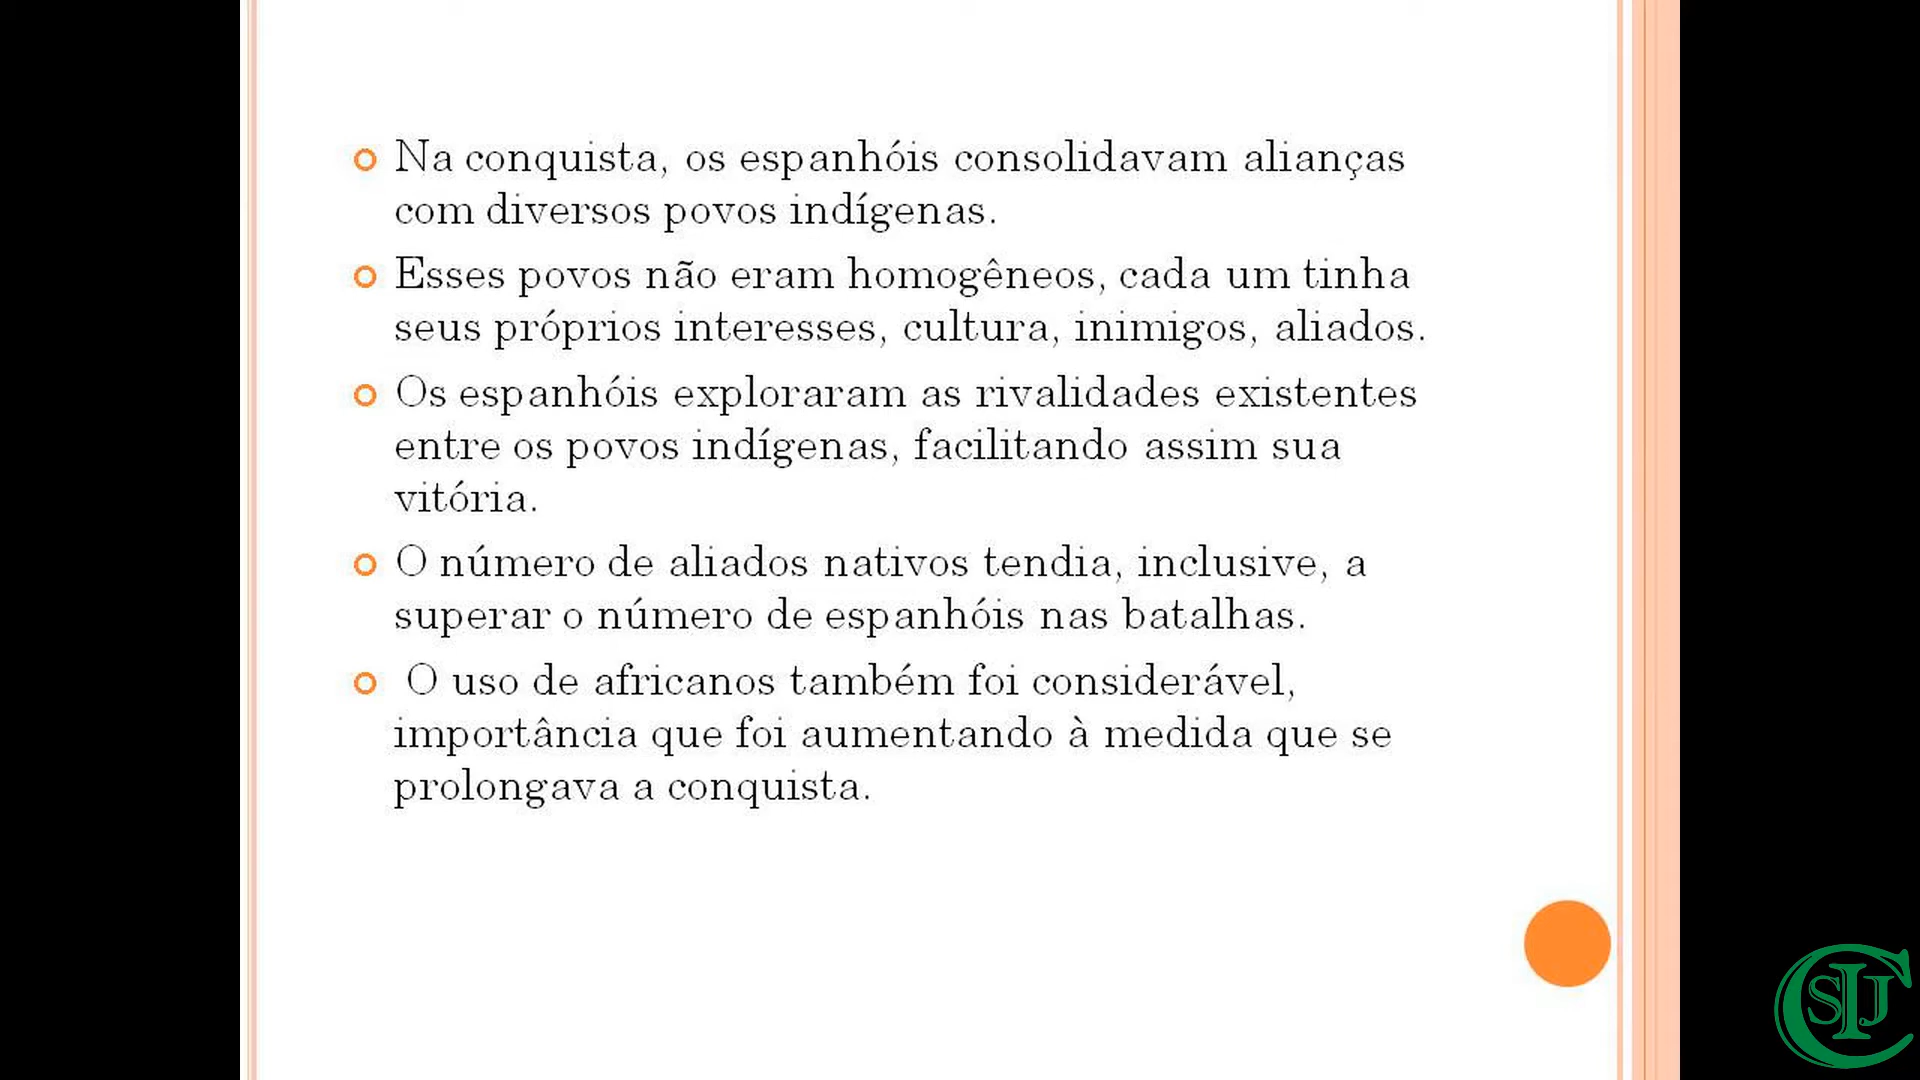 Na conquista, os espanhóis consolidavam alianças
com diversos povos indígenas.
Esses povos não eram homogêneos, cada um tinha
seus próprios interesses, cultura, inimigos, aliados.
Os espanhóis exploraram as rivalidades existentes
entre os povos indígenas, facilitando assim sua
vitória.
O número de aliados nativos tendia, inclusive, a
superar o número de espanhóis nas batalhas.
O uso de africanos também foi considerável,
importância que foi aumentando à medida que se
prolongava a conquista.